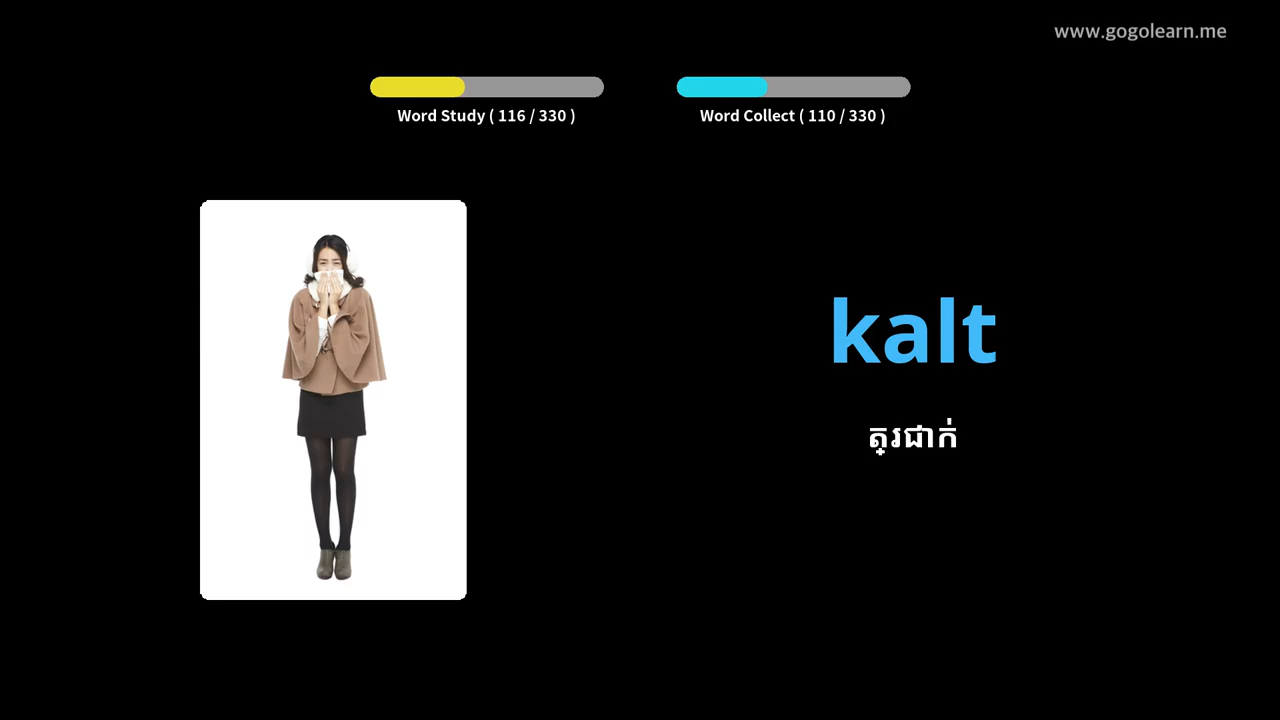 www.gogolearn.me
Word Study ( 116 / 330 )
Word Collect ( 110 / 330 )
kalt
ត្រជាក់